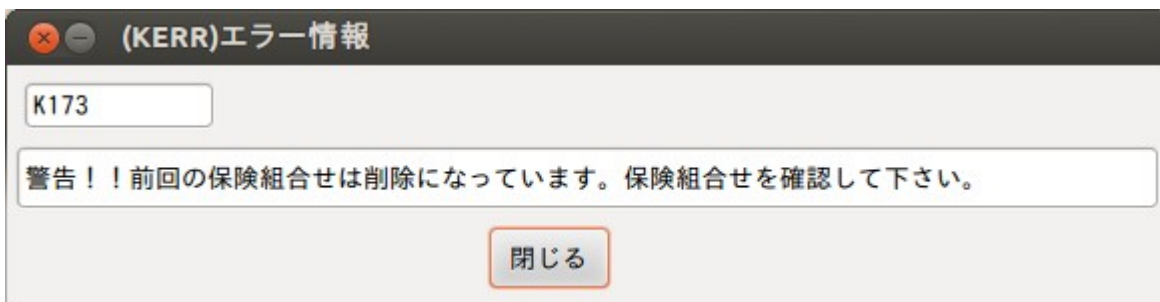 (KERR)エラー情報
K173
警告！！前回の保険組合せは削除になっています。保険組合せを確認して下さい。
閉じる